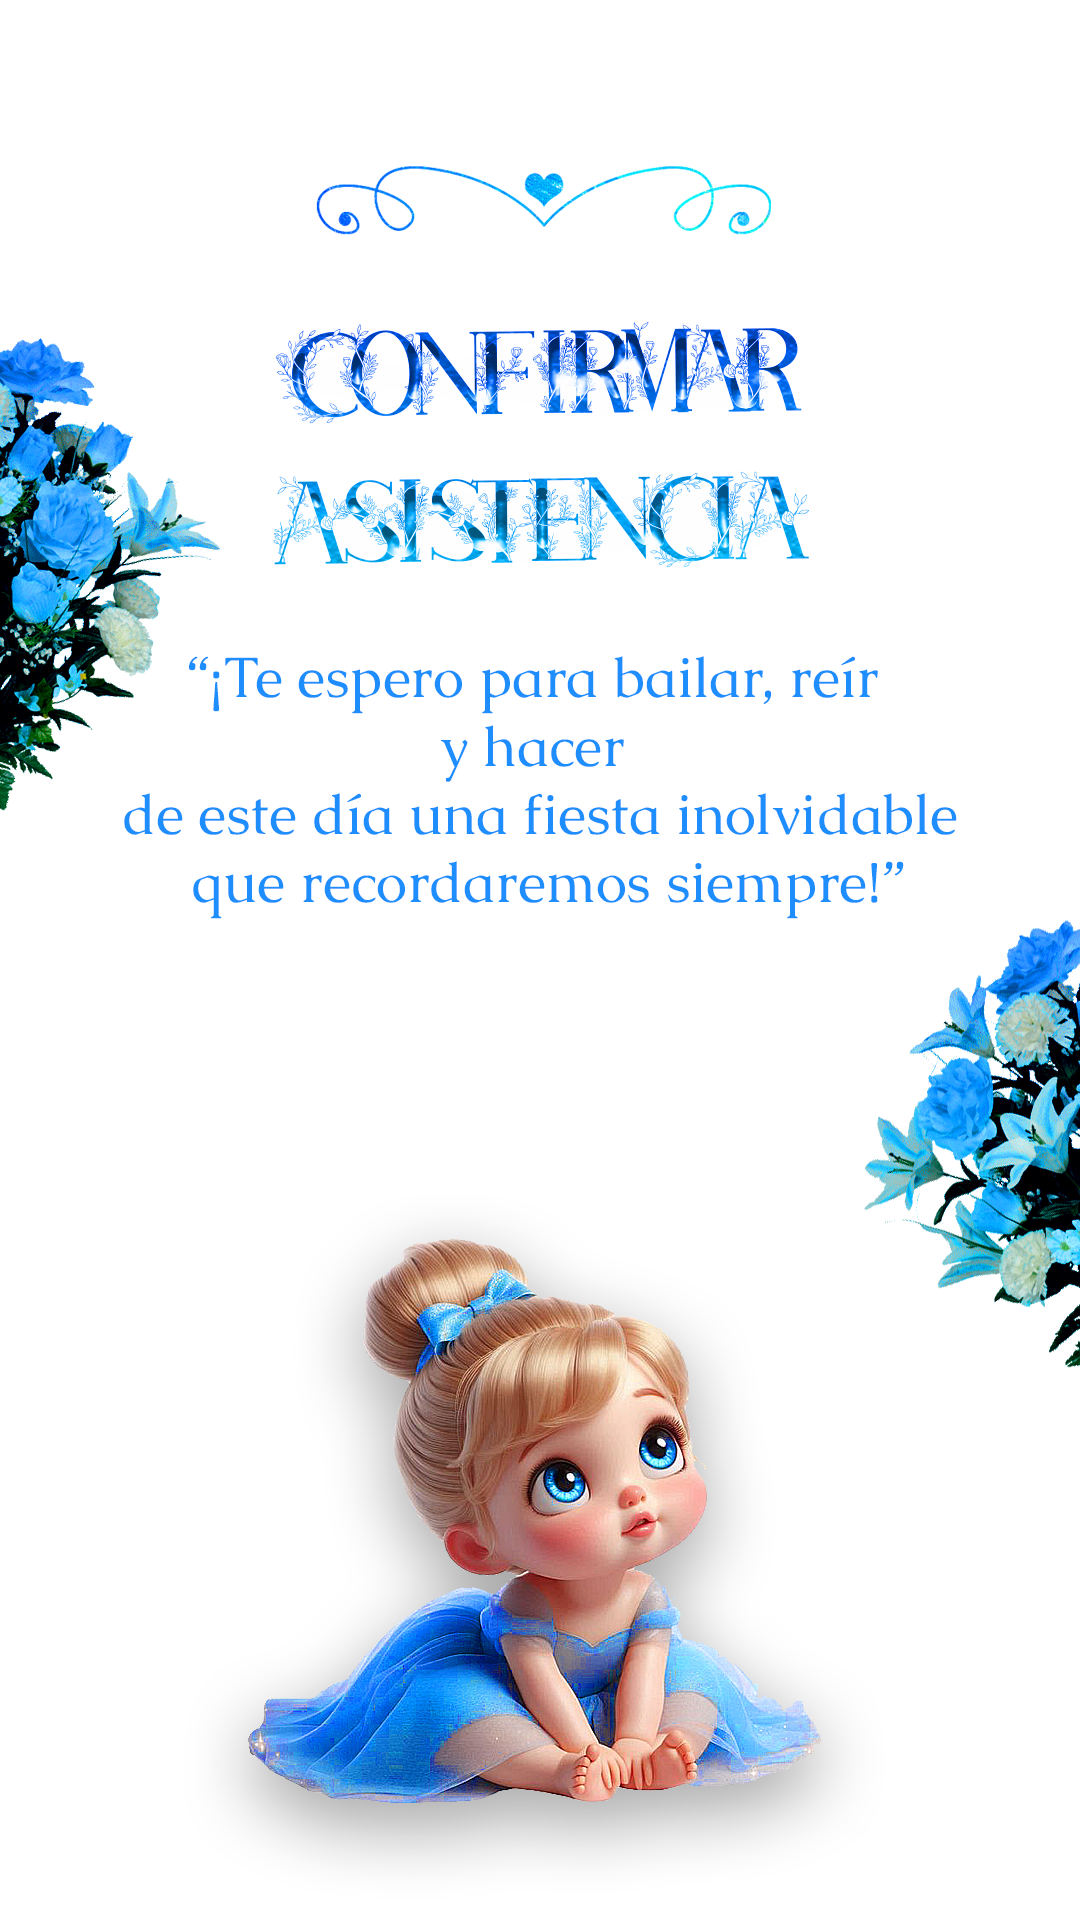 CONFIRMAR
ASISTENCIA
“¡Te espero para bailar, reír
y hacer
de este día una fiesta inolvidable
que recordaremos siempre!”